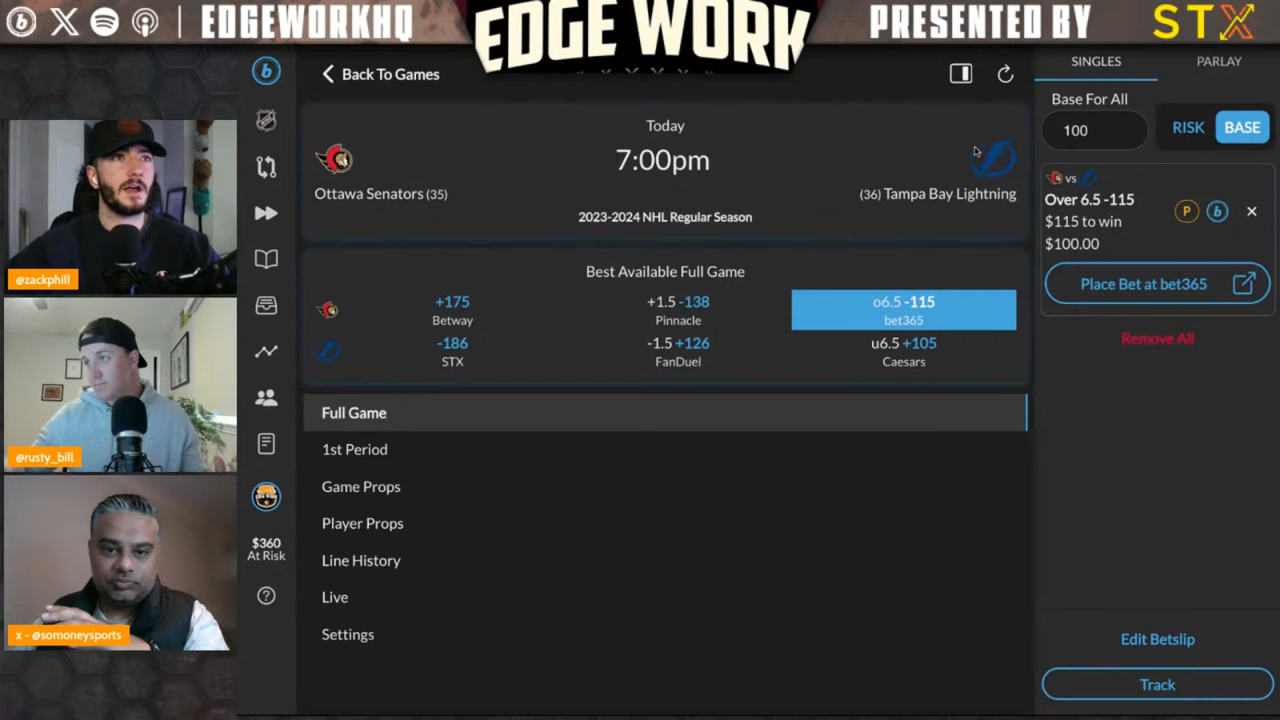 EDGEWORKHQ
EDGE WORK
PRESENTED BY
STX
@zackphill
@rusty_bill
x - @somoneysports
$360
At Risk
Back To Games
Today
7:00pm
Ottawa Senators (35)
(36) Tampa Bay Lightning
2023-2024 NHL Regular Season
Best Available Full Game
+175
Betway
+1.5 -138
Pinnacle
o6.5 -115
bet365
-186
STX
-1.5 +126
FanDuel
u6.5 +105
Caesars
Full Game
1st Period
Game Props
Player Props
Line History
Live
Settings
SINGLES
PARLAY
Base For All
100
RISK
BASE
vs
Over 6.5 -115
$115 to win
$100.00
P
b
Place Bet at bet365
Remove All
Edit Betslip
Track